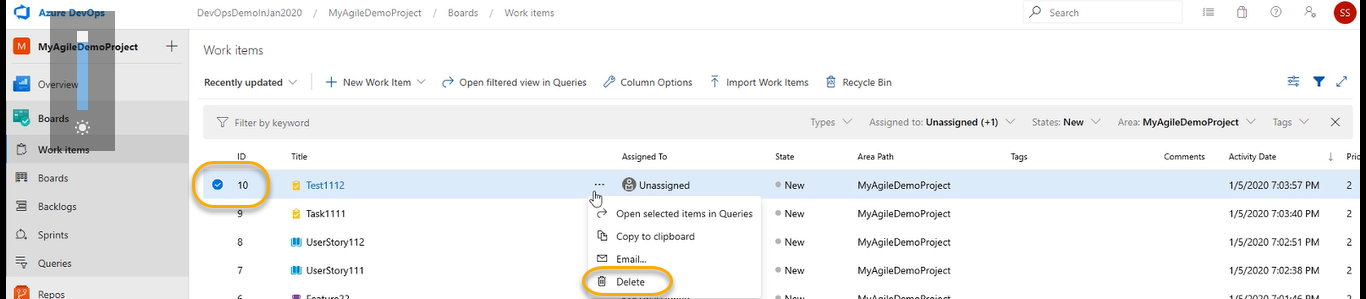 Azure DevOps
DevOpsDemoInJan2020 / MyAgileDemoProject / Boards / Work items
Search
SS
M MyAgileDemoProject
Work items
Overview
Recently updated New Work Item Open filtered view in Queries Column Options Import Work Items Recycle Bin
Boards
Filter by keyword Types Assigned to: Unassigned (+1) States: New Area: MyAgileDemoProject Tags
Work items
ID Title Assigned To State Area Path Tags Comments Activity Date
Boards
10 Test1112 ... Unassigned New MyAgileDemoProject 1/5/2020 7:03:57 PM 2
Backlogs
9 Task1111 New MyAgileDemoProject 1/5/2020 7:03:40 PM 2
Open selected items in Queries
Sprints
8 UserStory112 New MyAgileDemoProject 1/5/2020 7:02:51 PM 2
Copy to clipboard
Queries
7 UserStory111 New MyAgileDemoProject 1/5/2020 7:02:38 PM 2
Email...
Delete
Repos